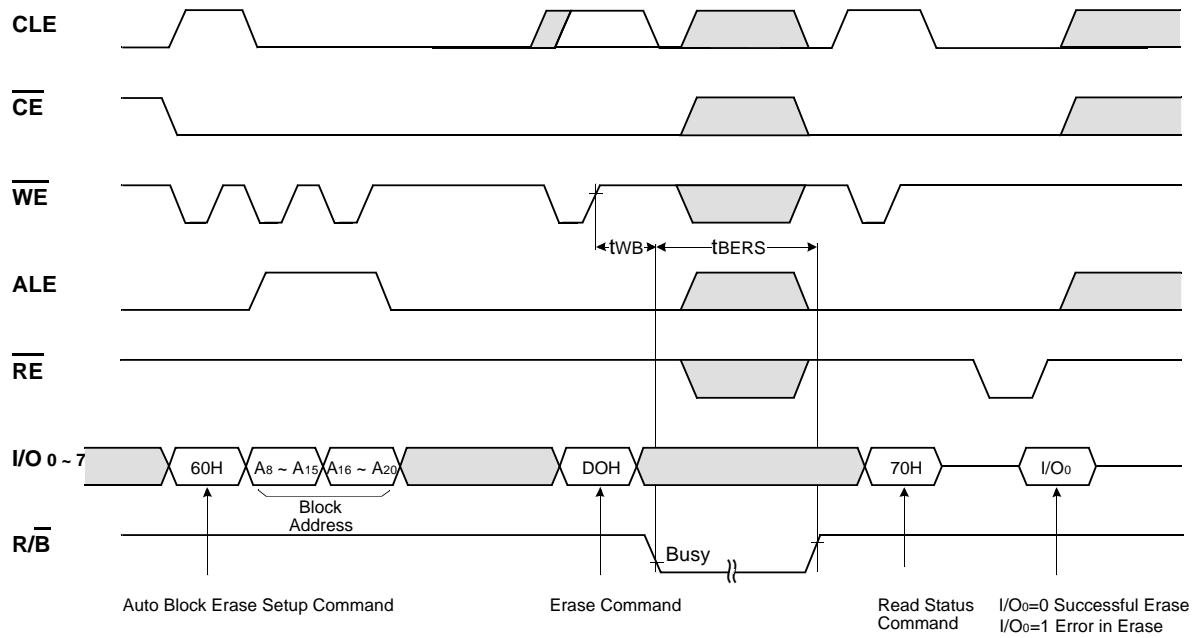 CLE
CE
WE
tWB tBERS
ALE
RE
I/O 0 ~ 7 60H A8 ~ A15 A16 ~ A20 DOH 70H I/O0
Block
Address
R/B Busy
Auto Block Erase Setup Command Erase Command Read Status
Command I/O0=0 Successful Erase
I/O0=1 Error in Erase